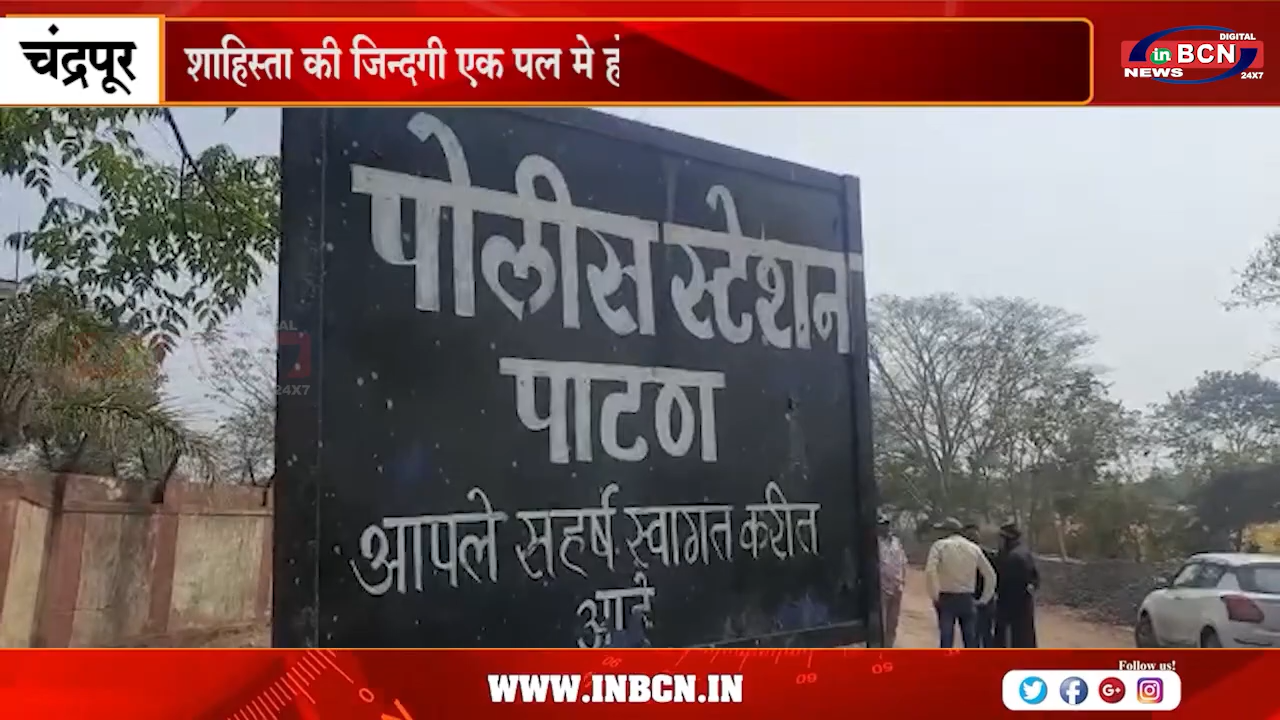 चंद्रपूर
शाहिस्ता की जिन्दगी एक पल मे
DIGITAL
in BCN
NEWS
24X7
पोलीस स्टेशन
पाटण
आपले सहर्ष स्वागत करीत
आहे
24X7
WWW.INBCN.IN
Follow us!